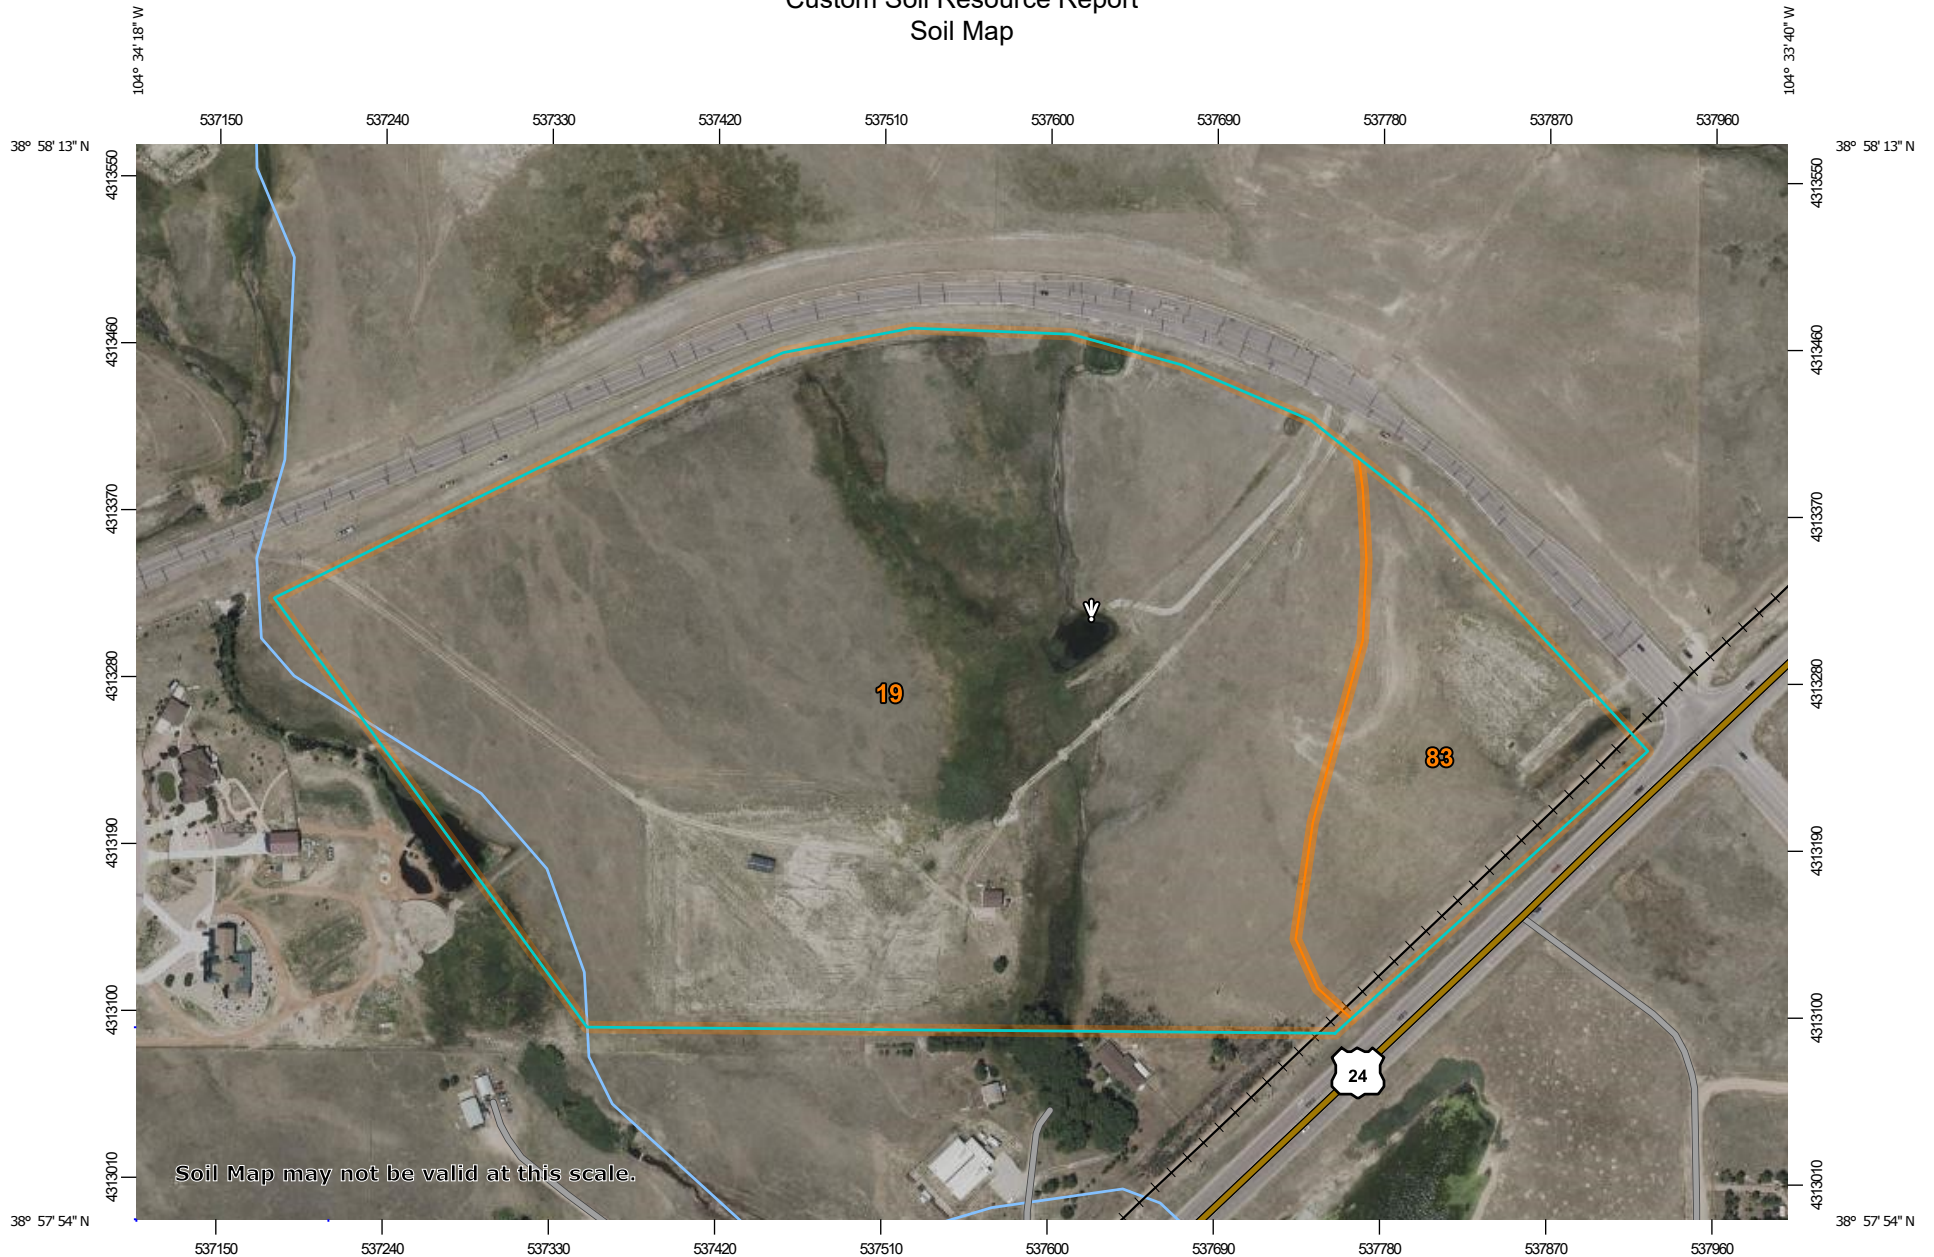 Custom Soil Resource Report
Soil Map
104° 34' 18" W
104° 33' 40" W
537150 537240 537330 537420 537510 537600 537690 537780 537870 537960
38° 58' 13" N
38° 58' 13" N
4313550
4313550
4313460
4313460
4313370
4313370
4313280
4313280
19
83
4313190
4313190
4313100
4313100
24
Soil Map may not be valid at this scale.
4313010
4313010
38° 57' 54" N
38° 57' 54" N
537150 537240 537330 537420 537510 537600 537690 537780 537870 537960